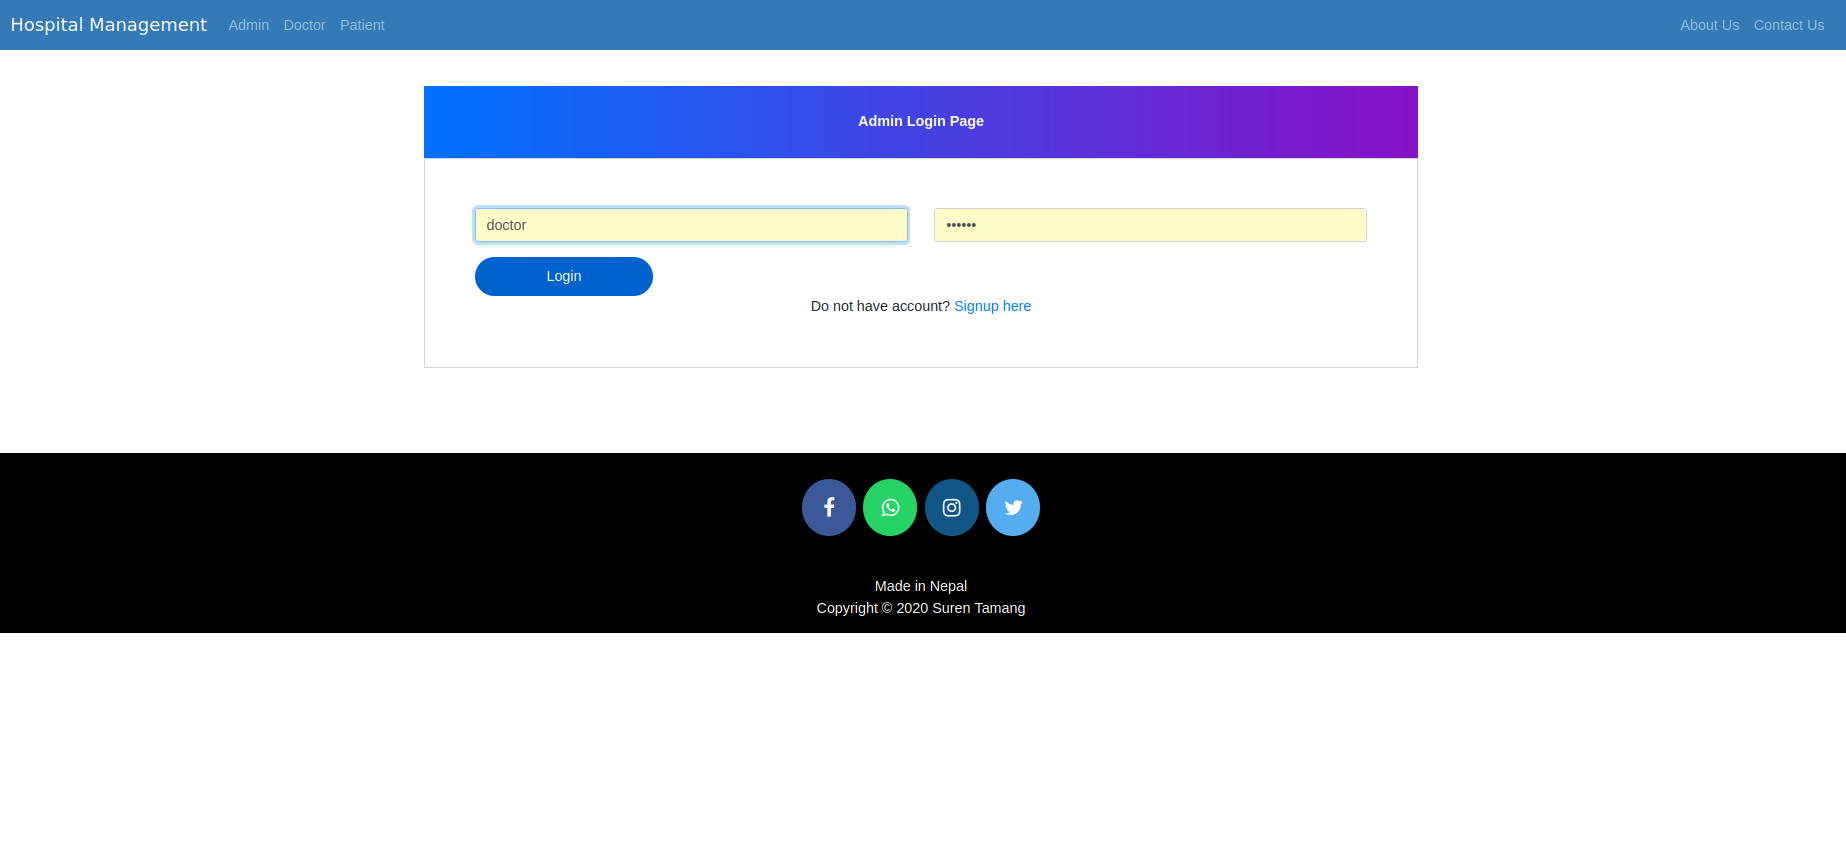 Hospital Management Admin Doctor Patient About Us Contact Us
Admin Login Page
doctor ••••••
Login
Do not have account? Signup here
Made in Nepal
Copyright © 2020 Suren Tamang